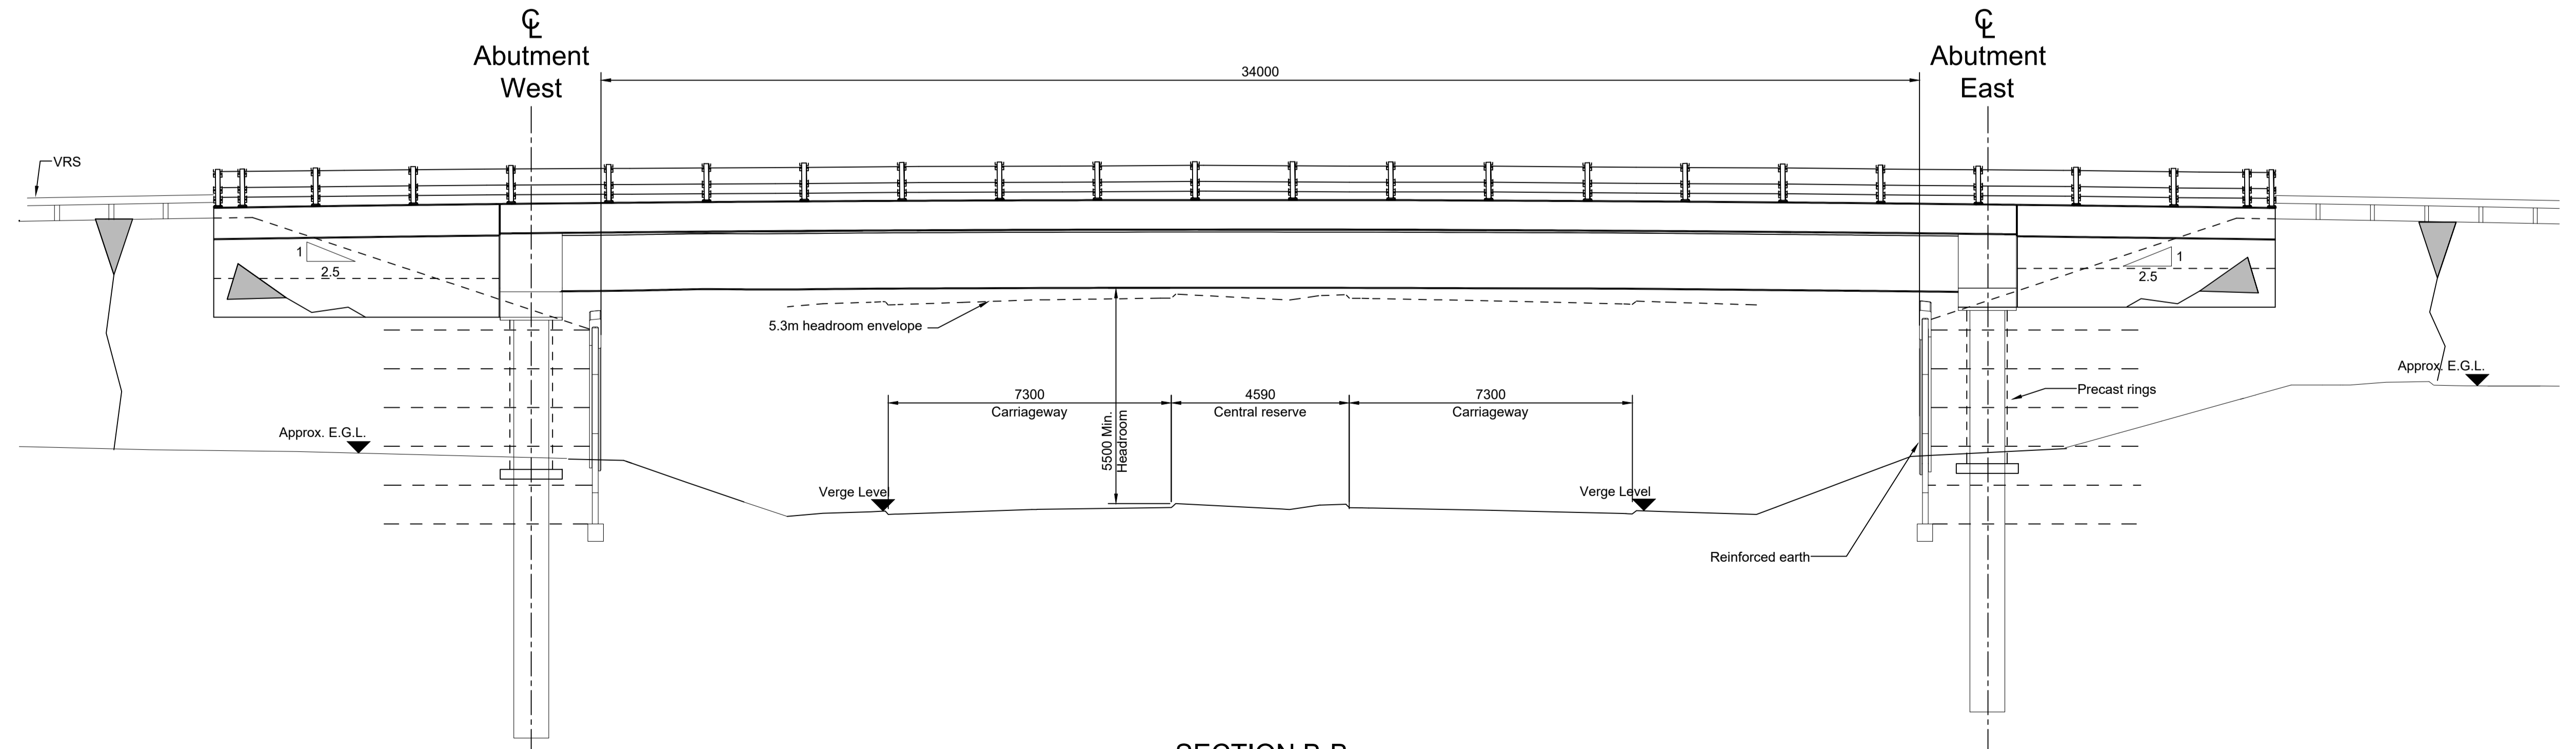 ℄
Abutment
West
℄
Abutment
East
34000
VRS
1
2.5
1
2.5
5.3m headroom envelope
Approx. E.G.L.
Precast rings
7300
Carriageway
4590
Central reserve
7300
Carriageway
5500 Min.
Headroom
Approx. E.G.L.
Verge Level
Verge Level
Reinforced earth
SECTION B-B